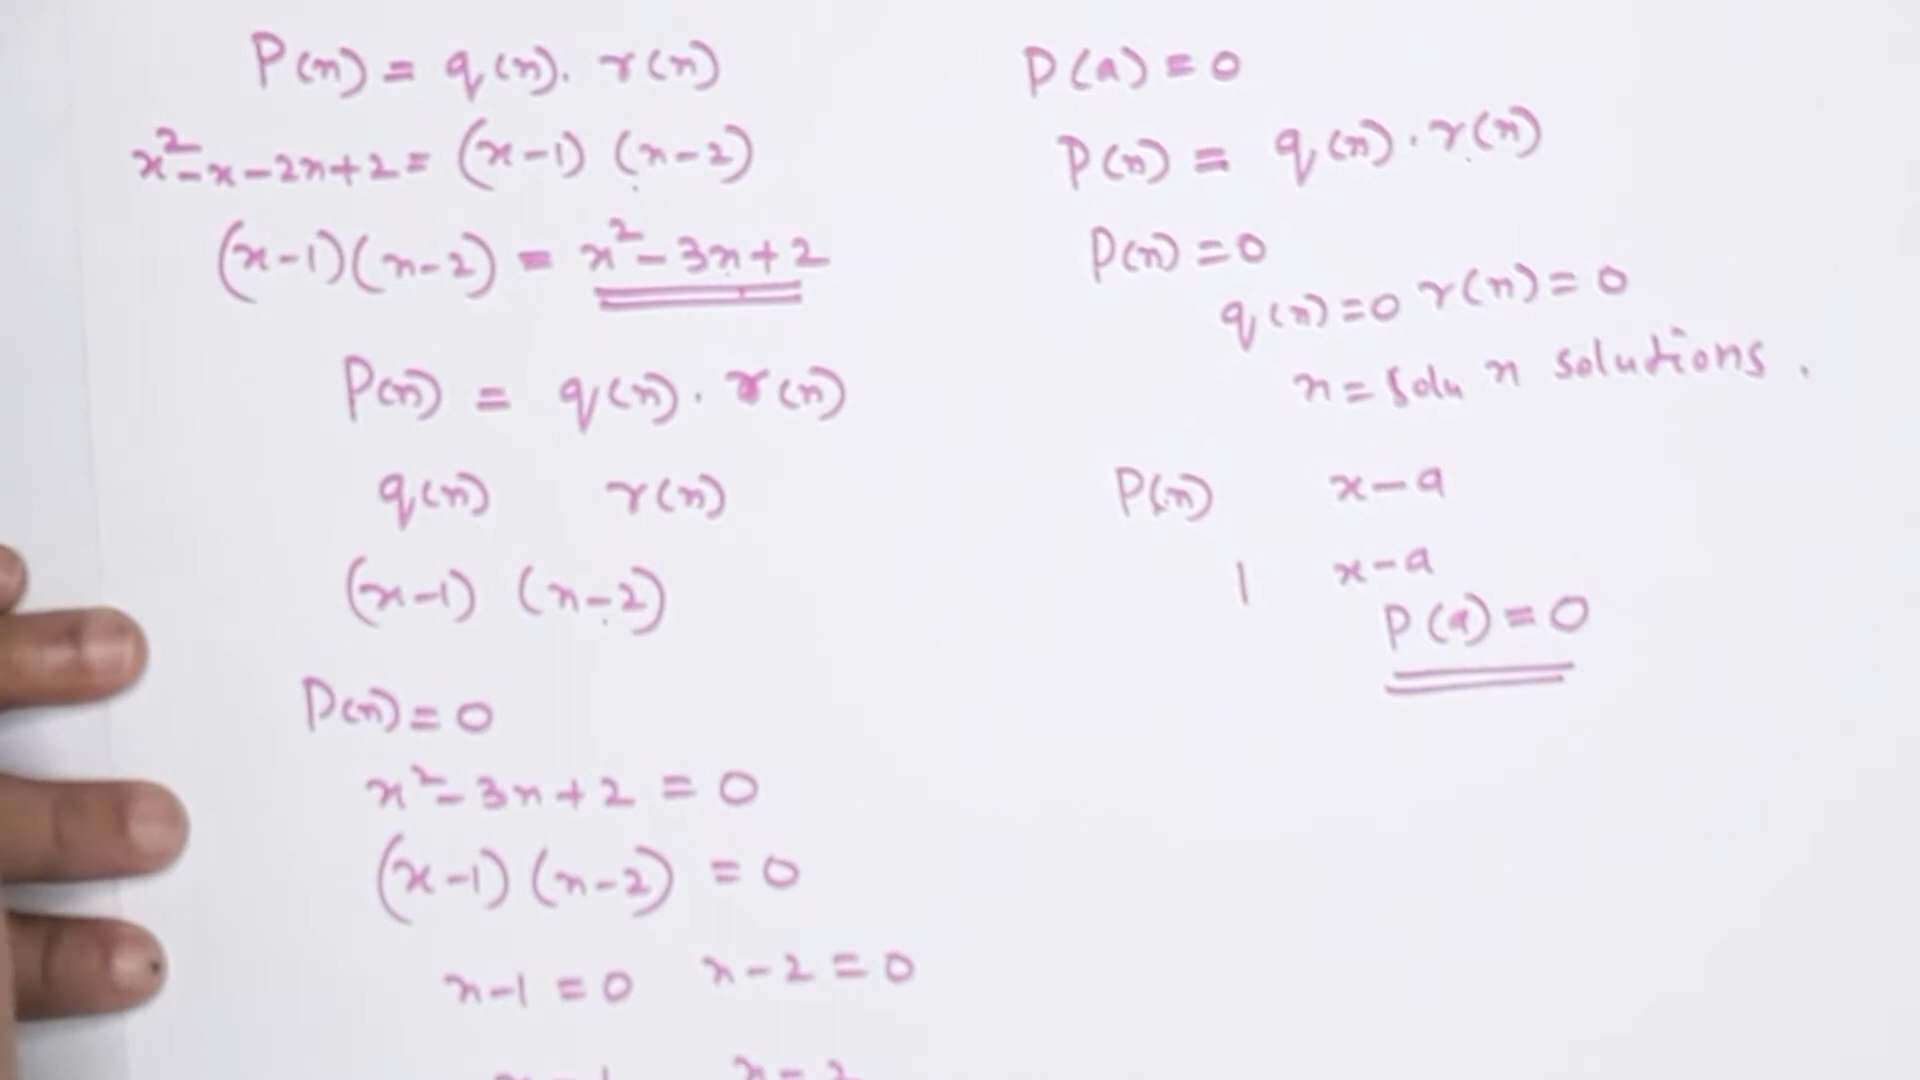 P(x) = q(x). r(x)
x²-x-2x+2 = (x-1) (x-2)
(x-1)(x-2) = x²-3x+2
P(x) = q(x). r(x)
q(x) r(x)
(x-1) (x-2)
P(x) = 0
x²-3x+2 = 0
(x-1) (x-2) = 0
x-1 = 0 x-2 = 0
P(a) = 0
P(x) = q(x). r(x)
P(x) = 0
q(x) = 0 r(x) = 0
x = solu x solutions.
P(x) x-a
| x-a
P(a) = 0